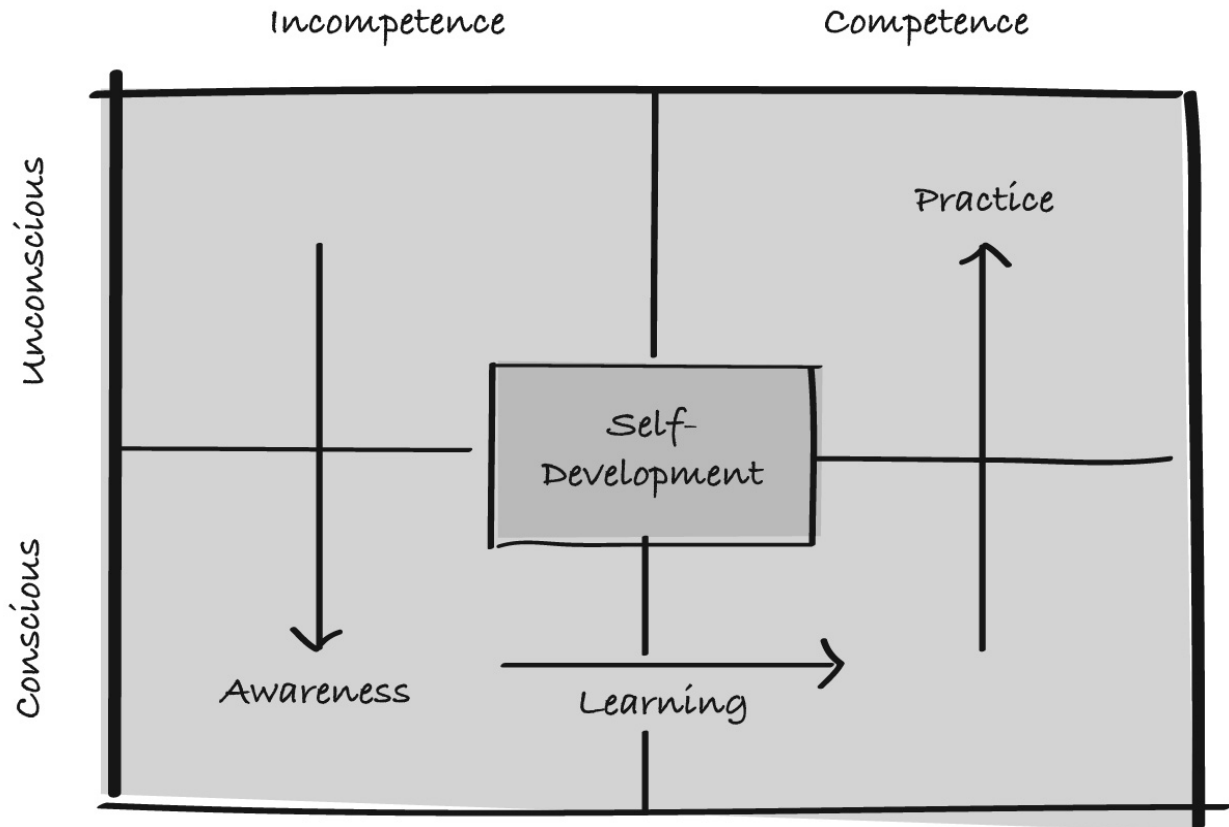 Incompetence
Competence
Unconscious
Practice
Self-
Development
Conscious
Awareness
Learning